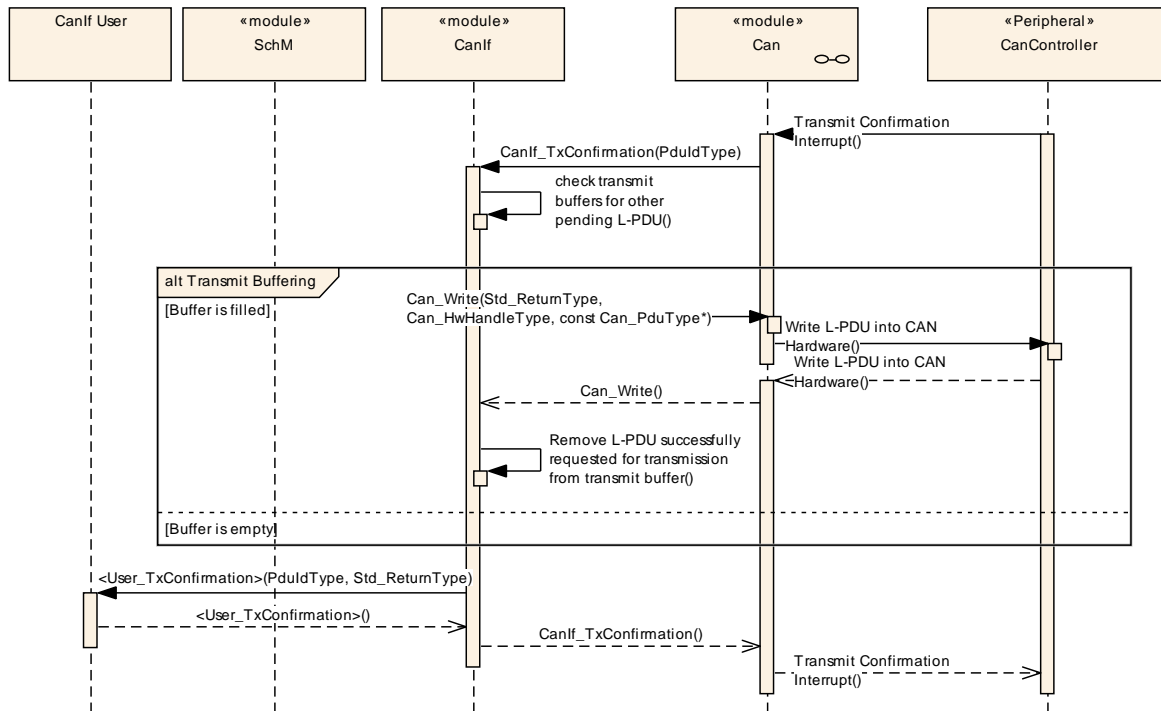 CanIf User
«module»
SchM
«module»
CanIf
«module»
Can
«Peripheral»
CanController
Transmit Confirmation
Interrupt()
CanIf_TxConfirmation(PduIdType)
check transmit
buffers for other
pending L-PDU()
alt Transmit Buffering
[Buffer is filled]
Can_Write(Std_ReturnType,
Can_HwHandleType, const Can_PduType*)
Write L-PDU into CAN
Hardware()
Write L-PDU into CAN
Hardware()
Can_Write()
Remove L-PDU successfully
requested for transmission
from transmit buffer()
[Buffer is empty]
<User_TxConfirmation>(PduIdType, Std_ReturnType)
<User_TxConfirmation>()
CanIf_TxConfirmation()
Transmit Confirmation
Interrupt()